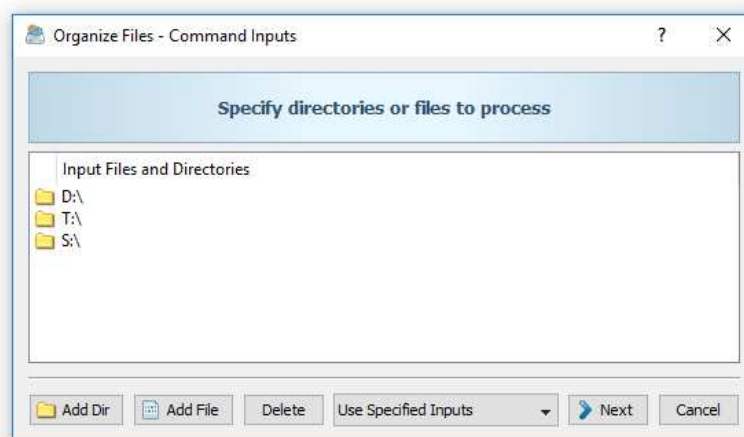 Organize Files - Command Inputs ? X
Specify directories or files to process
Input Files and Directories
D:\
T:\
S:\
Add Dir Add File Delete Use Specified Inputs Next Cancel